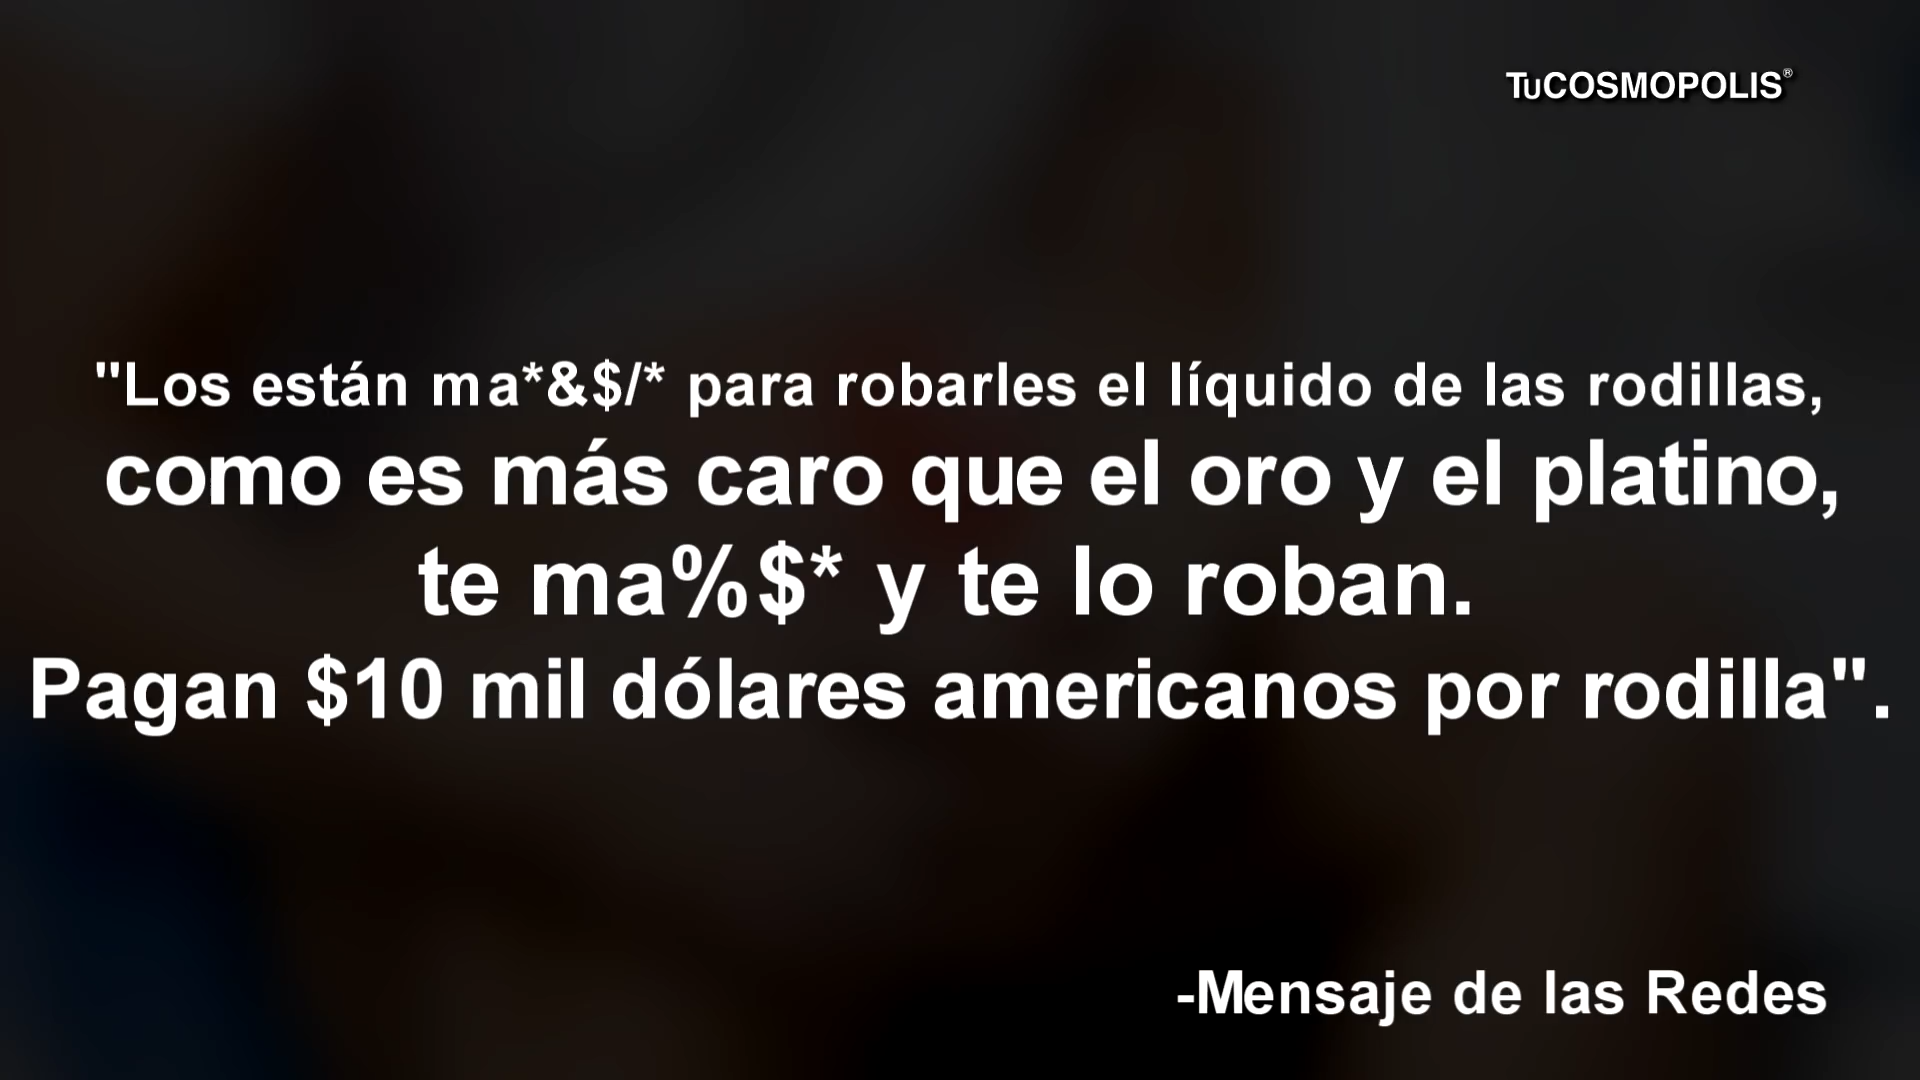 TuCOSMOPOLIS®
"Los están ma*&$/* para robarles el líquido de las rodillas,
como es más caro que el oro y el platino,
te ma%$* y te lo roban.
Pagan $10 mil dólares americanos por rodilla".
-Mensaje de las Redes